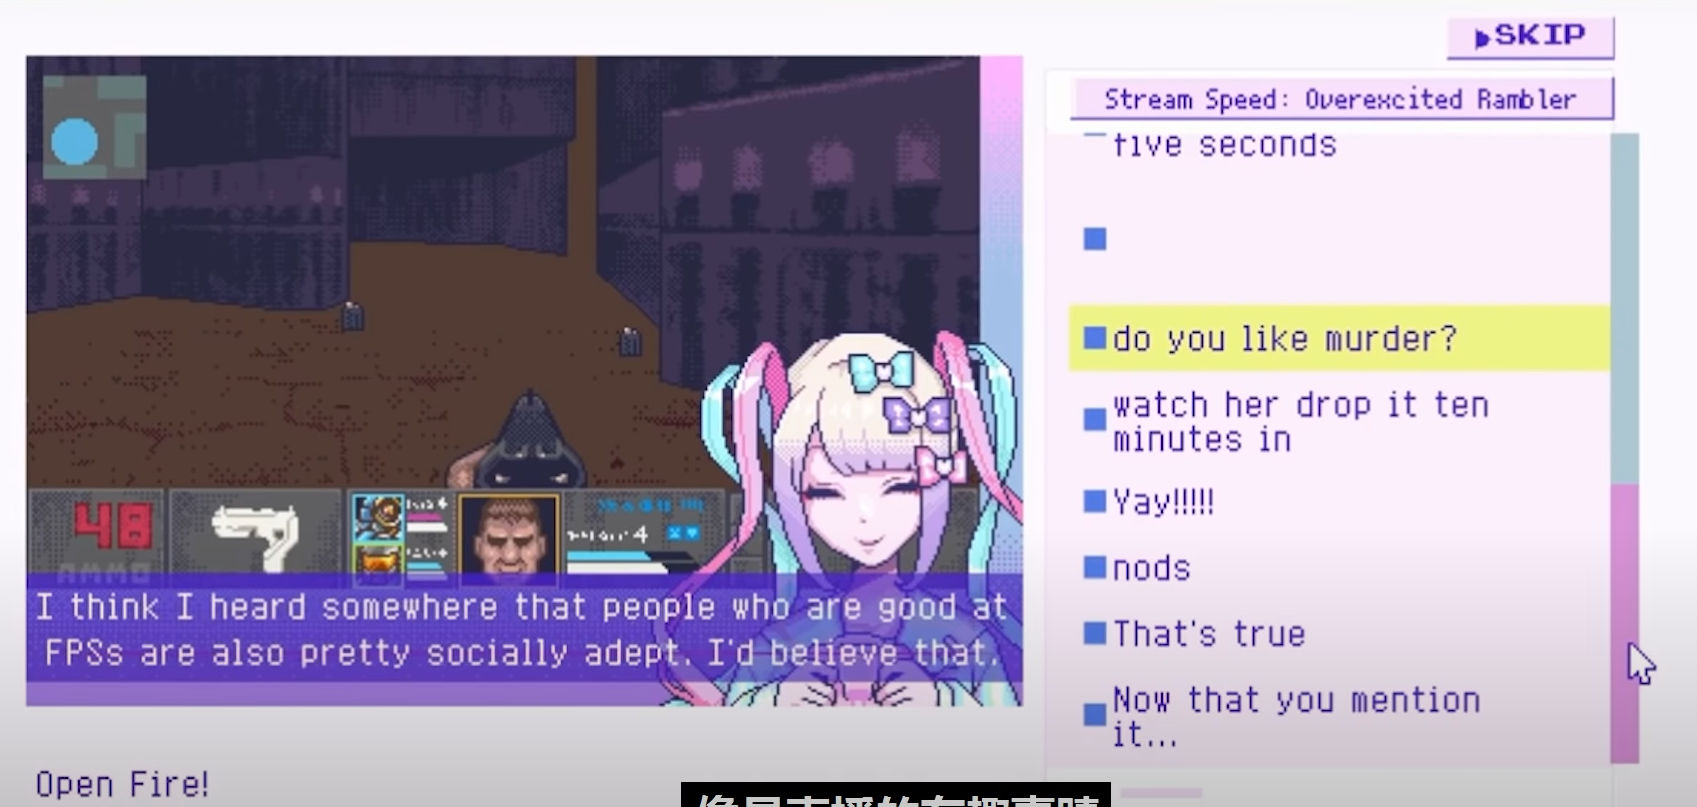 SKIP
Stream Speed: Overexcited Rambler
five seconds
do you like murder?
watch her drop it ten
minutes in
Yay!!!!!
nods
That's true
Now that you mention
it...
48
AMMO
4
I think I heard somewhere that people who are good at
FPSs are also pretty socially adept. I'd believe that.
Open Fire!